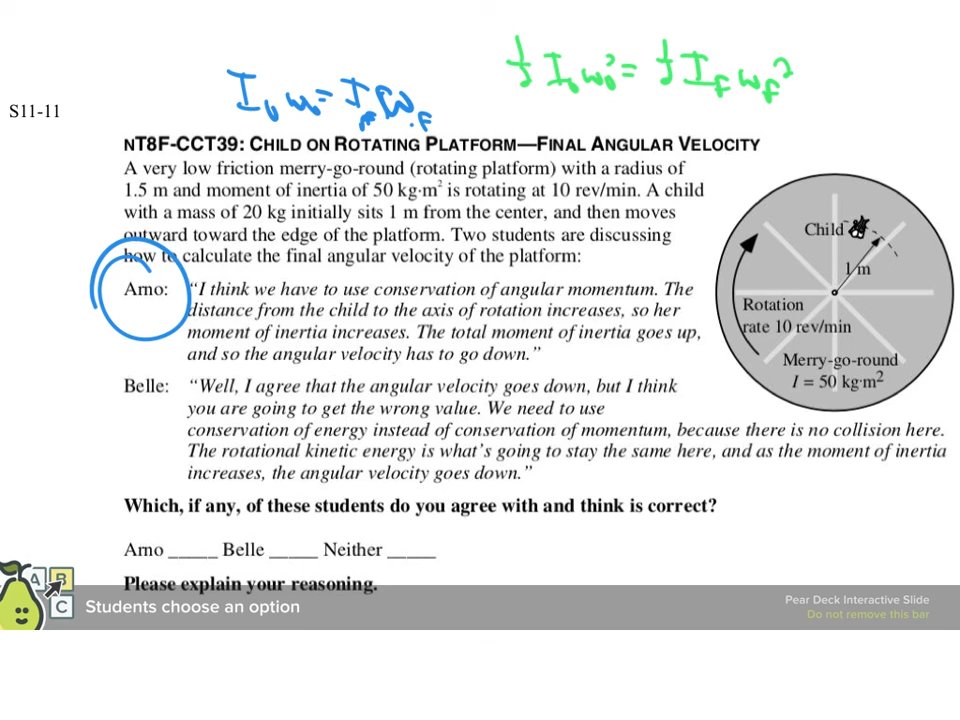 ½ I₀ ω₀² = ½ I_f ω_f²
I₀ ω₀ = I_f ω_f
S11-11
NT8F-CCT39: CHILD ON ROTATING PLATFORM—FINAL ANGULAR VELOCITY
A very low friction merry-go-round (rotating platform) with a radius of
1.5 m and moment of inertia of 50 kg·m² is rotating at 10 rev/min. A child
with a mass of 20 kg initially sits 1 m from the center, and then moves
outward toward the edge of the platform. Two students are discussing
how to calculate the final angular velocity of the platform:
Arno: "I think we have to use conservation of angular momentum. The
distance from the child to the axis of rotation increases, so her
moment of inertia increases. The total moment of inertia goes up,
and so the angular velocity has to go down."
Belle: "Well, I agree that the angular velocity goes down, but I think
you are going to get the wrong value. We need to use
conservation of energy instead of conservation of momentum, because there is no collision here.
The rotational kinetic energy is what's going to stay the same here, and as the moment of inertia
increases, the angular velocity goes down."
Child
1 m
Rotation
rate 10 rev/min
Merry-go-round
I = 50 kg·m²
Which, if any, of these students do you agree with and think is correct?
Arno _____ Belle _____ Neither _____
Please explain your reasoning.
A B
C
Students choose an option
Pear Deck Interactive Slide
Do not remove this bar